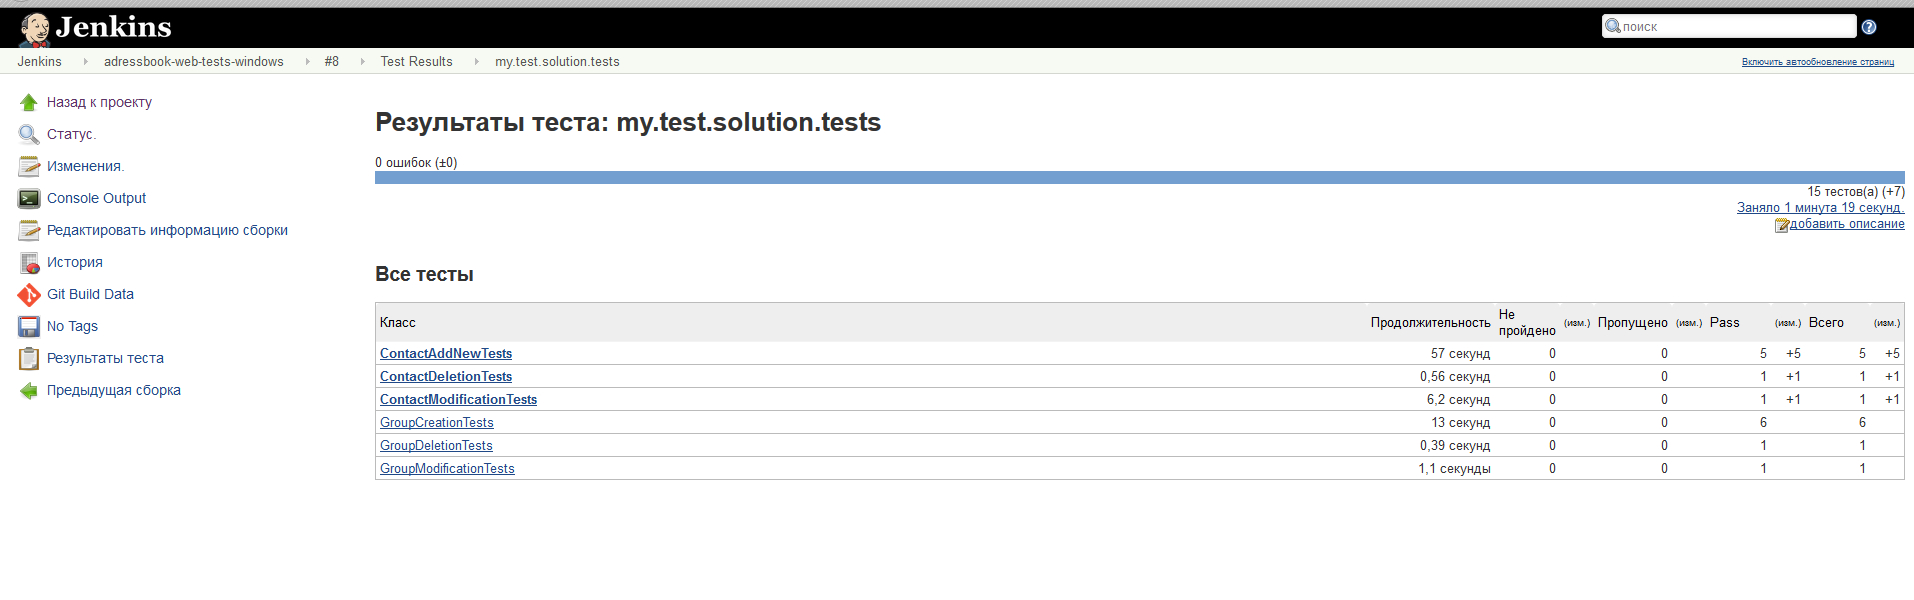 Jenkins
поиск
Jenkins adressbook-web-tests-windows #8 Test Results my.test.solution.tests
Включить автообновление страниц
Назад к проекту
Статус.
Изменения.
Console Output
Редактировать информацию сборки
История
Git Build Data
No Tags
Результаты теста
Предыдущая сборка
Результаты теста: my.test.solution.tests
0 ошибок (±0)
15 тестов(а) (+7)
Заняло 1 минута 19 секунд.
добавить описание
Все тесты
Класс Продолжительность Не пройдено (изм.) Пропущено (изм.) Pass (изм.) Всего (изм.)
ContactAddNewTests 57 секунд 0 0 5 +5 5 +5
ContactDeletionTests 0,56 секунд 0 0 1 +1 1 +1
ContactModificationTests 6,2 секунд 0 0 1 +1 1 +1
GroupCreationTests 13 секунд 0 0 6 6
GroupDeletionTests 0,39 секунд 0 0 1 1
GroupModificationTests 1,1 секунды 0 0 1 1